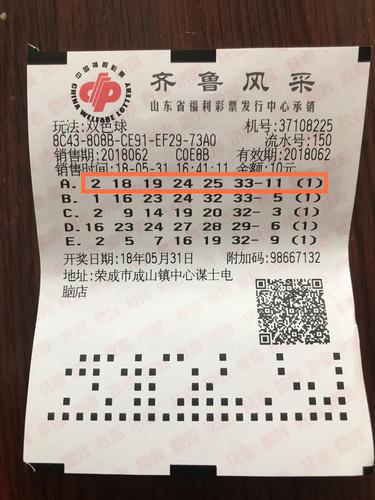 中国福利彩票
CHINA WELFARE LOTTERY
齐鲁风采
山东省福利彩票发行中心承销
玩法:双色球 机号:37108225
8C43-808B-CE91-EF29-73A0 流水号:150
销售期:2018062 C0E8B 有效期:2018062
销售时间:18-05-31 16:41:11 金额:10元
A. 2 18 19 24 25 33-11 (1)
B. 1 16 23 24 32 33- 5 (1)
C. 2 9 14 19 20 32- 3 (1)
D.16 23 24 27 28 29- 6 (1)
E. 5 7 9 14 19 33- 9 (1)
开奖日期:18年05月31日 附加码:98667132
地址:荣成市成山镇中心谋士电
脑店